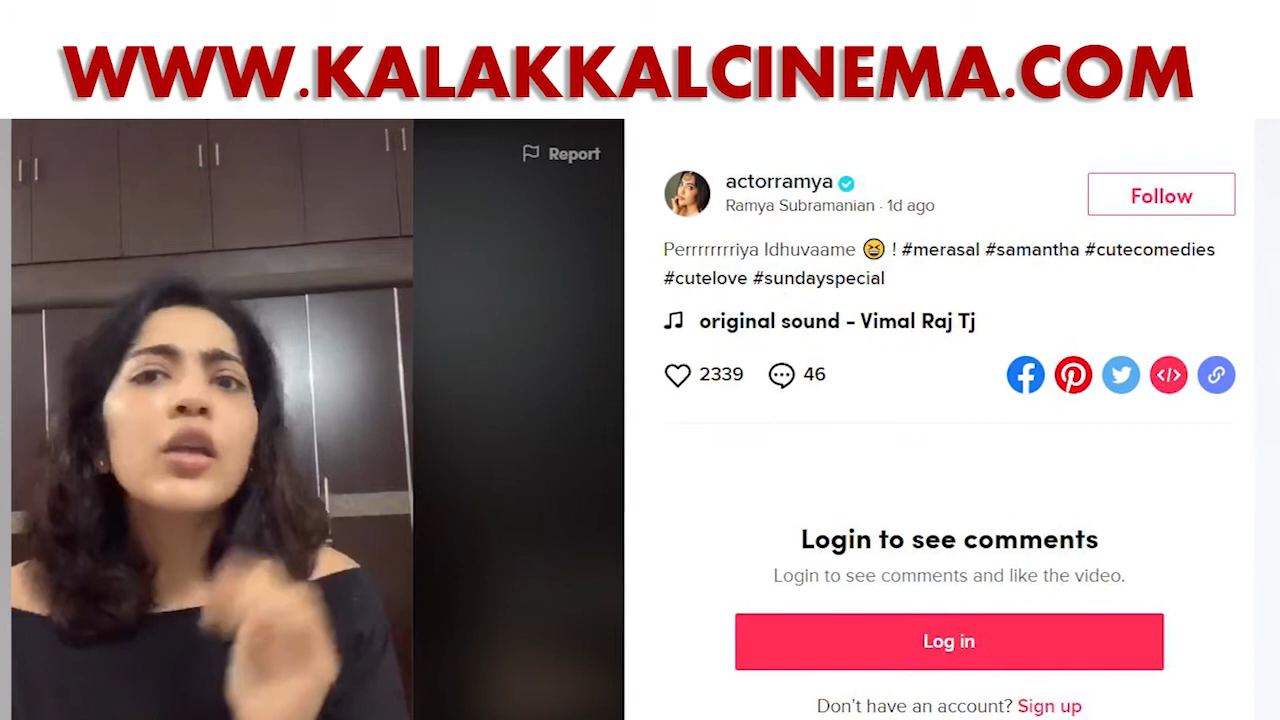 WWW.KALAKKALCINEMA.COM
Report
actorramya
Ramya Subramanian · 1d ago
Follow
Perrrrrrrriya Idhuvaame 😆 ! #merasal #samantha #cutecomedies
#cutelove #sundayspecial
original sound - Vimal Raj Tj
2339
46
Login to see comments
Login to see comments and like the video.
Log in
Don't have an account? Sign up